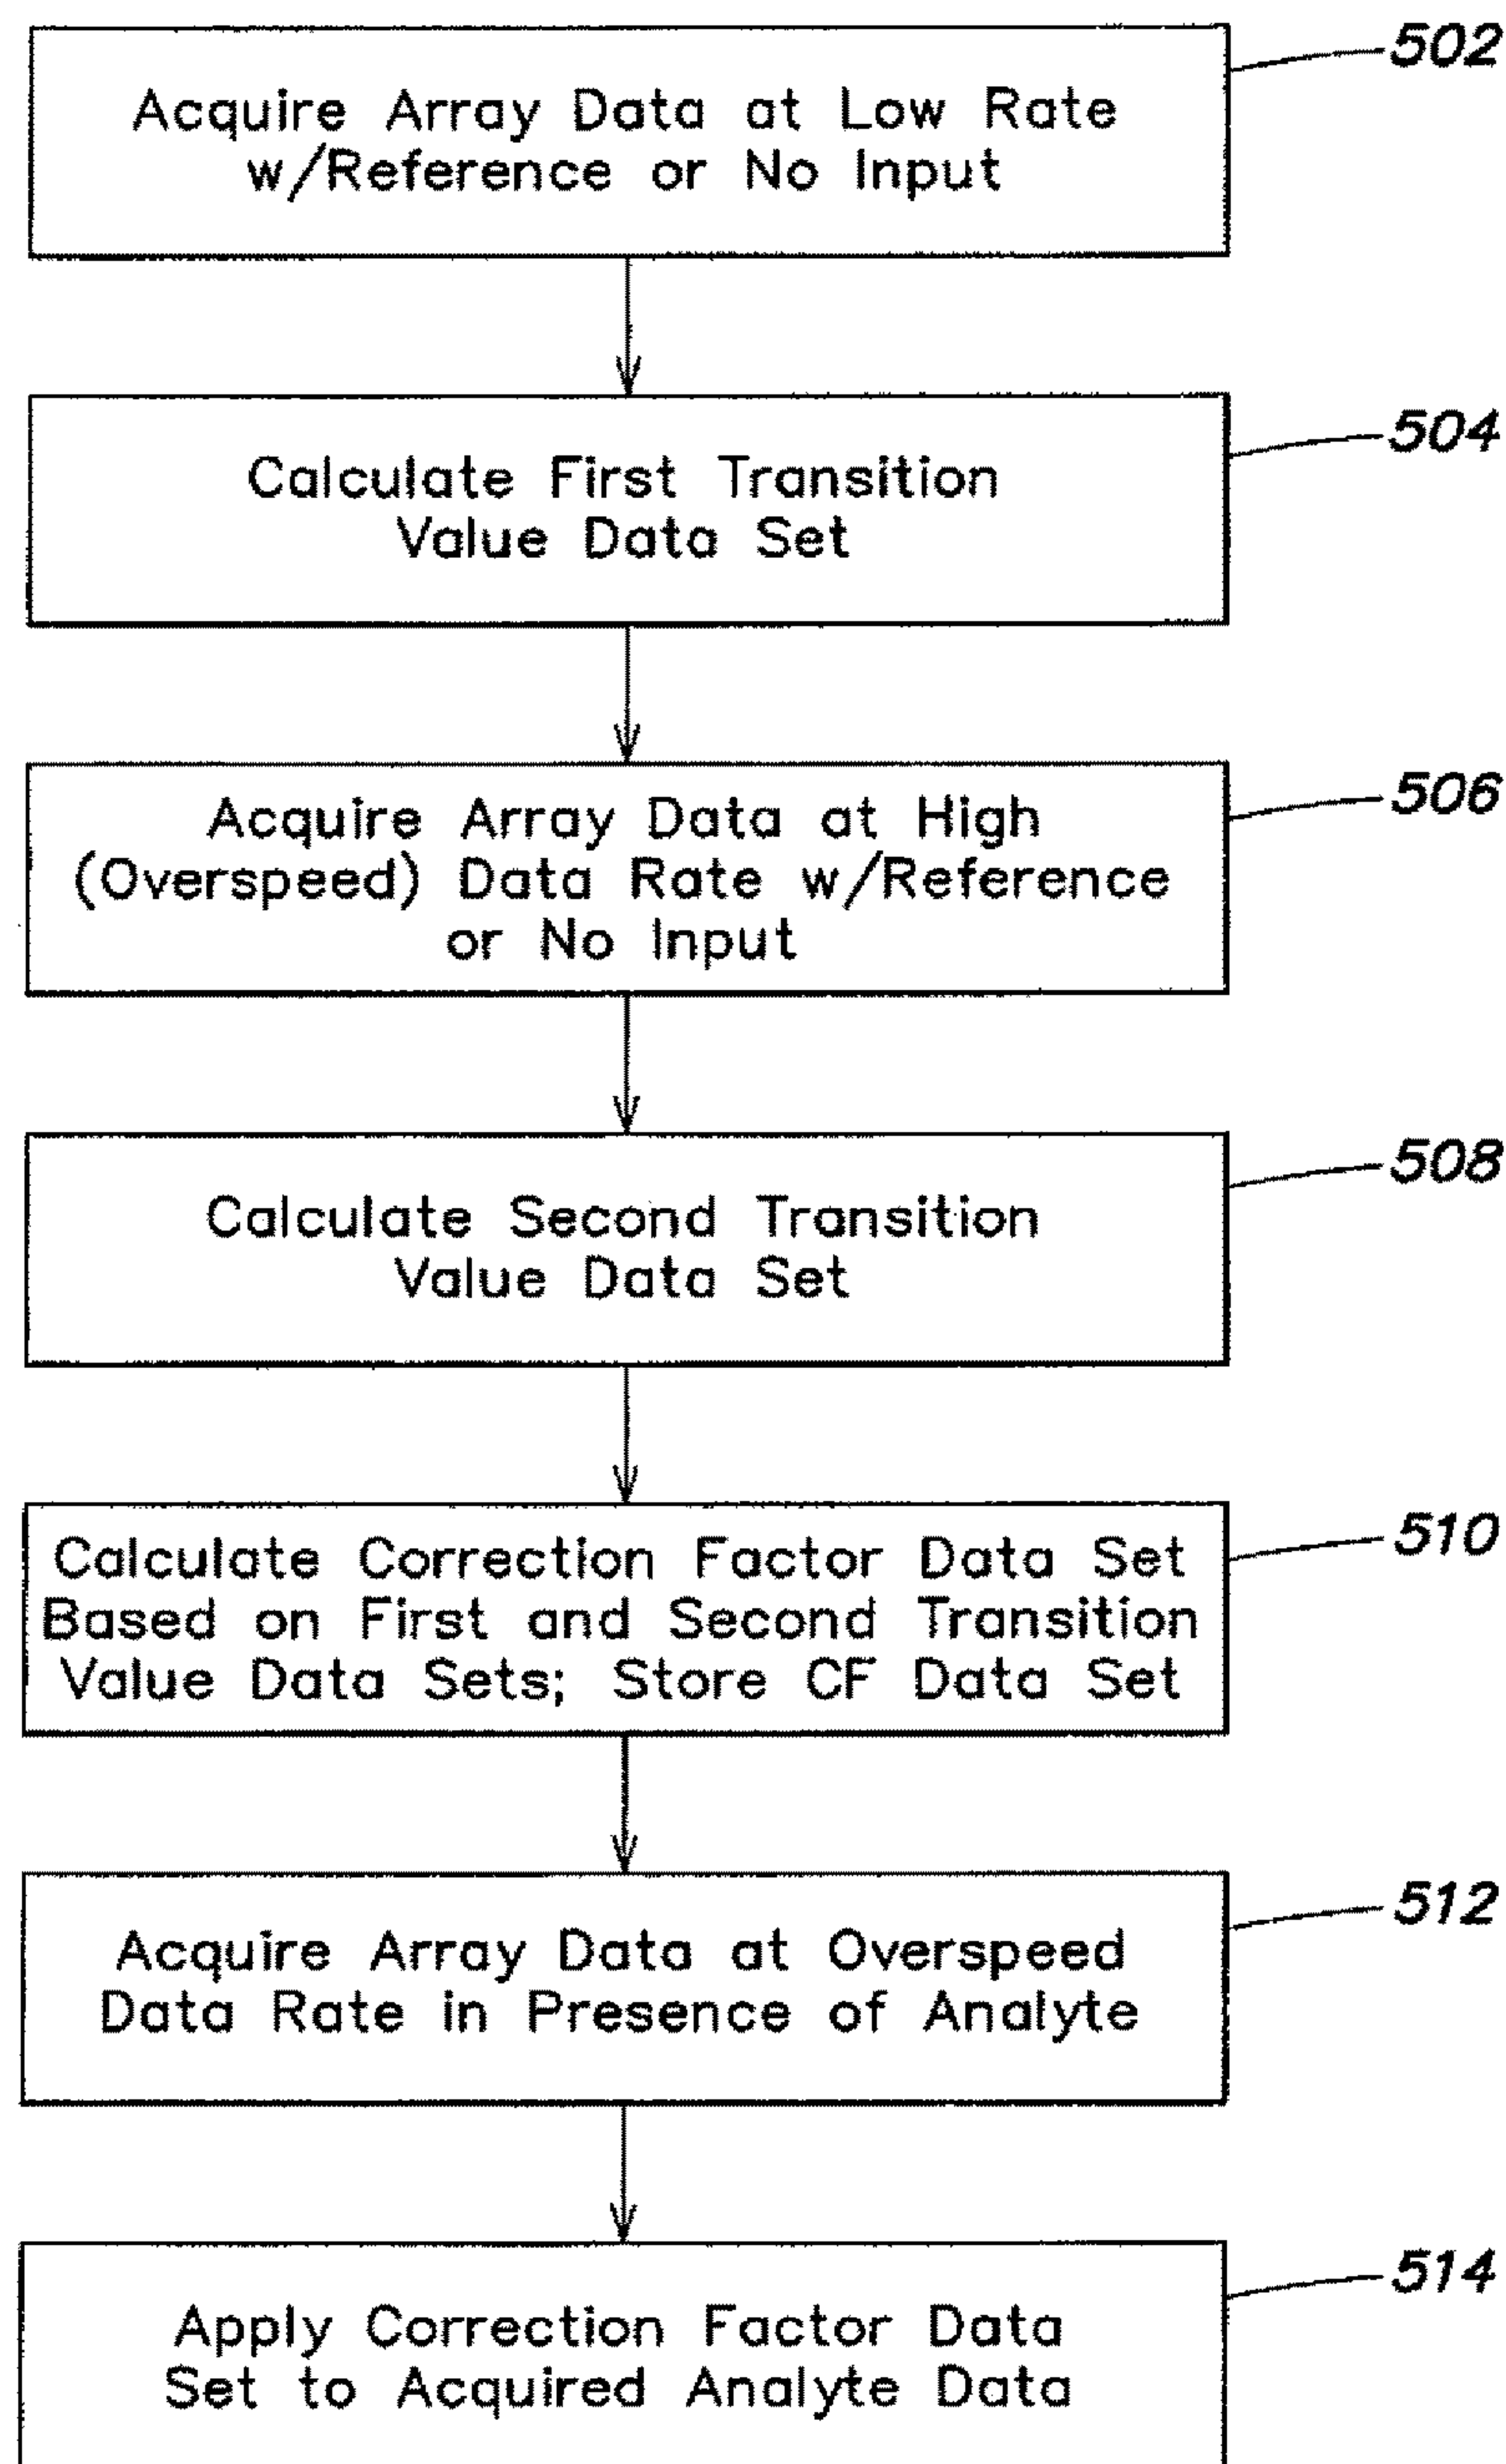 502
Acquire Array Data at Low Rate
w/Reference or No Input
504
Calculate First Transition
Value Data Set
506
Acquire Array Data at High
(Overspeed) Data Rate w/Reference
or No Input
508
Calculate Second Transition
Value Data Set
510
Calculate Correction Factor Data Set
Based on First and Second Transition
Value Data Sets; Store CF Data Set
512
Acquire Array Data at Overspeed
Data Rate in Presence of Analyte
514
Apply Correction Factor Data
Set to Acquired Analyte Data